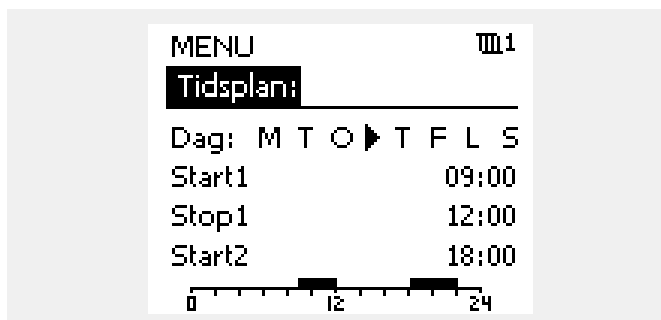 MENU 1
Tidsplan:
Dag: M T O ▶ T F L S
Start1 09:00
Stop1 12:00
Start2 18:00
0 12 24